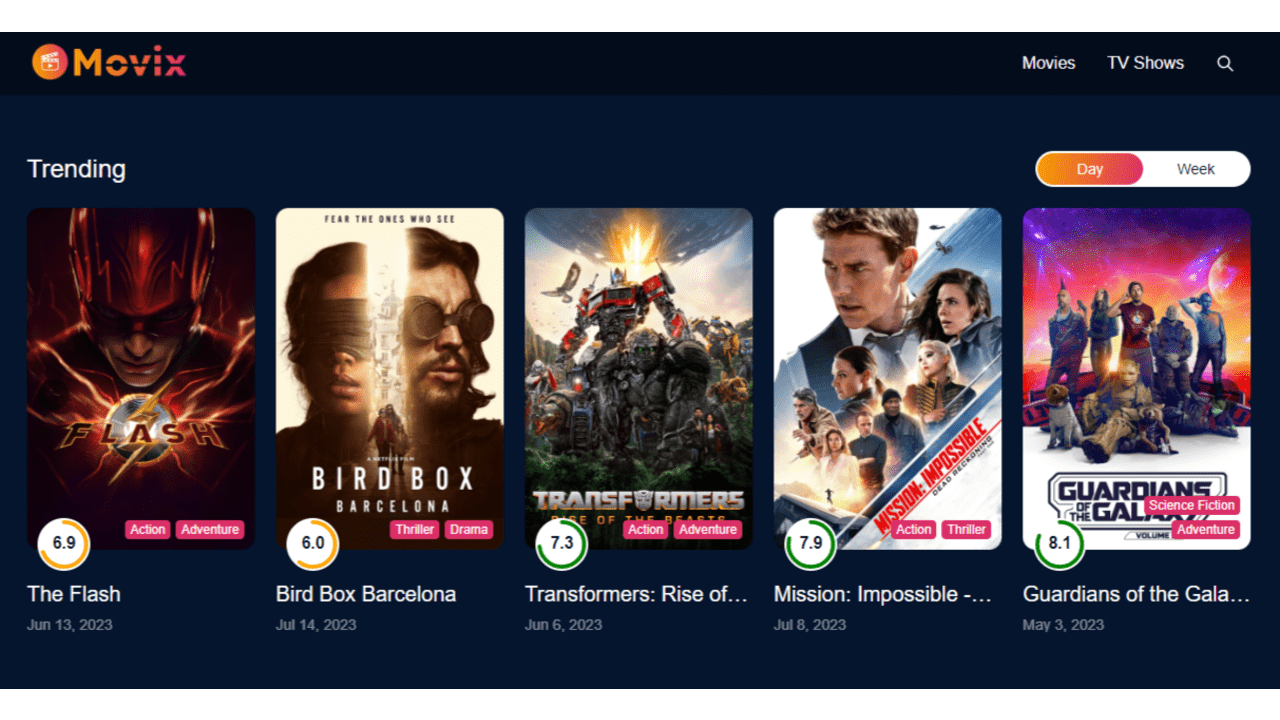 Movix
Movies
TV Shows
Trending
Day
Week
FLASH
6.9
Action
Adventure
The Flash
Jun 13, 2023
FEAR THE ONES WHO SEE
A NETFLIX FILM
BIRD BOX
BARCELONA
6.0
Thriller
Drama
Bird Box Barcelona
Jul 14, 2023
TRANSFORMERS
RISE OF THE BEASTS
7.3
Action
Adventure
Transformers: Rise of...
Jun 6, 2023
MISSION: IMPOSSIBLE
DEAD RECKONING
7.9
Action
Thriller
Mission: Impossible -...
Jul 8, 2023
GUARDIANS
OF THE GALAXY
VOLUME
8.1
Science Fiction
Adventure
Guardians of the Gala...
May 3, 2023